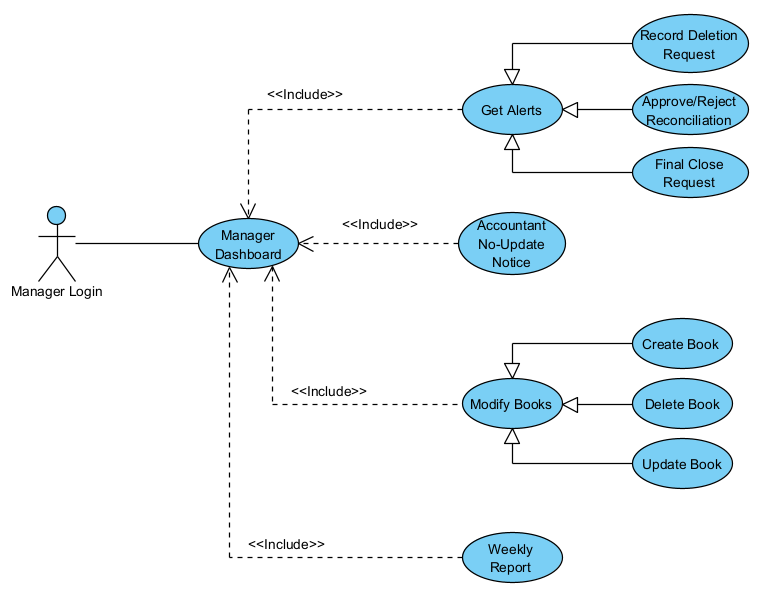 Record Deletion
Request
<<Include>>
Get Alerts
Approve/Reject
Reconciliation
Final Close
Request
Manager Login
Manager
Dashboard
<<Include>>
Accountant
No-Update
Notice
Create Book
<<Include>>
Modify Books
Delete Book
Update Book
<<Include>>
Weekly
Report